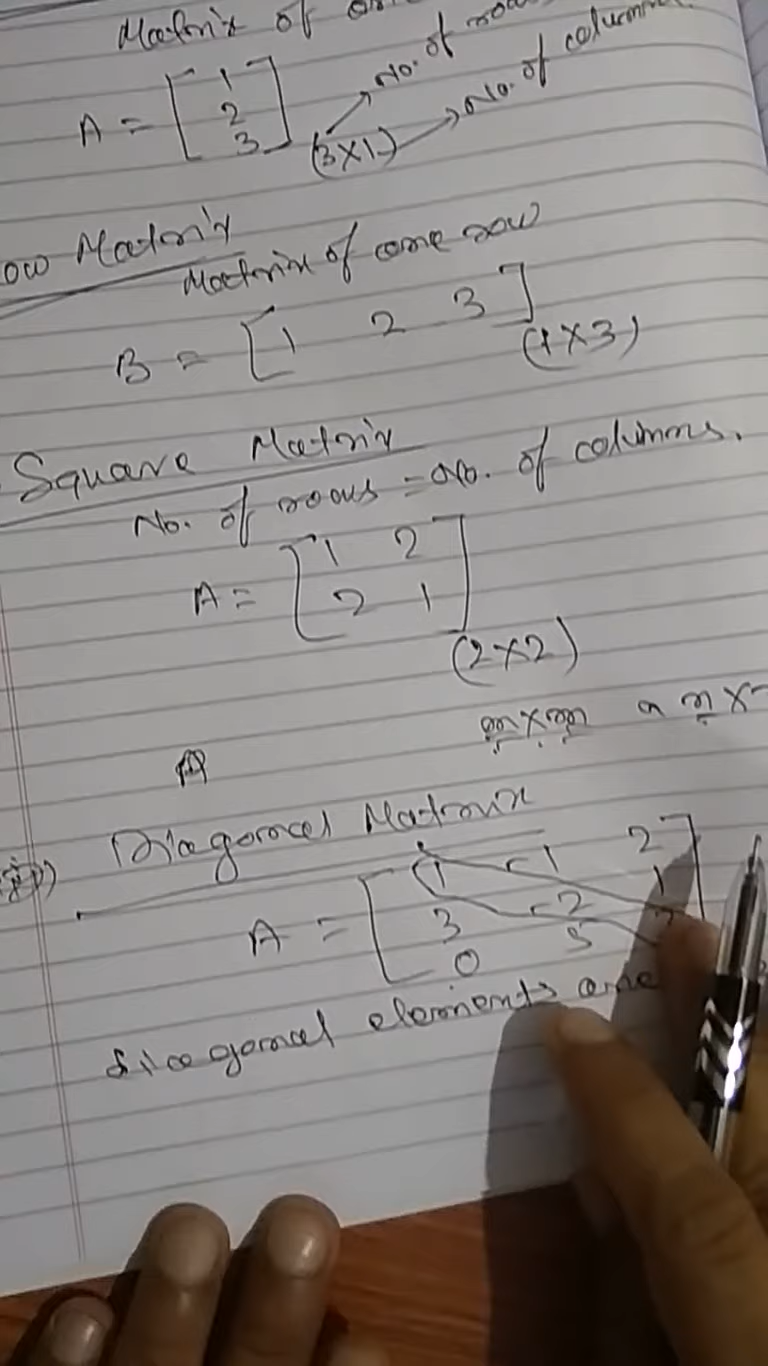 Matrix of
A = [1
2
3] (3×1) → No. of → No. of column
ow Matrix
Matrix of one row
B = [1 2 3] (1×3)
Square Matrix
No. of rows = No. of columns.
A = [1 2
2 1] (2×2)
m×m n×
A
Diagonal Matrix
A = [1 -1 2
3 -2 1
0 5
diagonal elements are